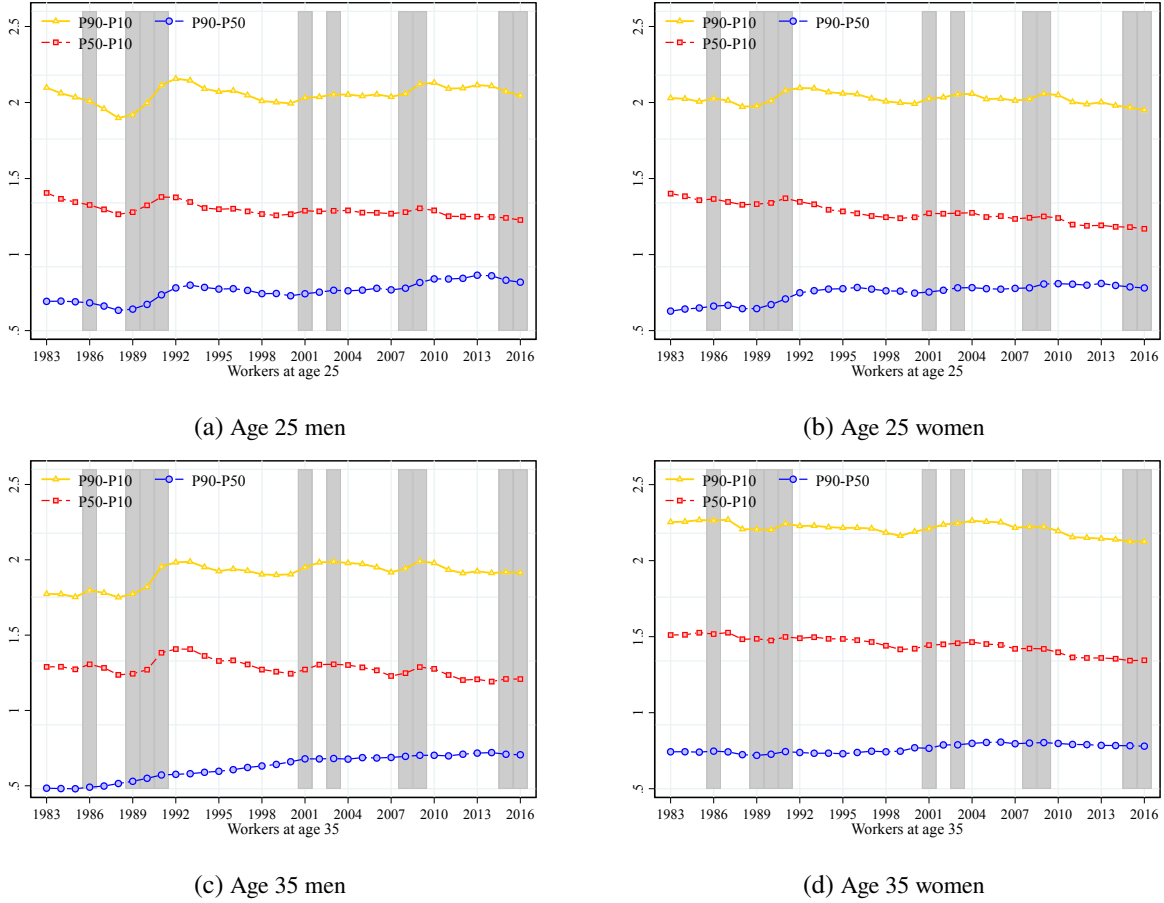 P90-P10 P90-P50
P50-P10
2.5
2
1.5
1
.5
1983 1986 1989 1992 1995 1998 2001 2004 2007 2010 2013 2016
Workers at age 25
(a) Age 25 men
P90-P10 P90-P50
P50-P10
2.5
2
1.5
1
.5
1983 1986 1989 1992 1995 1998 2001 2004 2007 2010 2013 2016
Workers at age 25
(b) Age 25 women
P90-P10 P90-P50
P50-P10
2.5
2
1.5
1
.5
1983 1986 1989 1992 1995 1998 2001 2004 2007 2010 2013 2016
Workers at age 35
(c) Age 35 men
P90-P10 P90-P50
P50-P10
2.5
2
1.5
1
.5
1983 1986 1989 1992 1995 1998 2001 2004 2007 2010 2013 2016
Workers at age 35
(d) Age 35 women